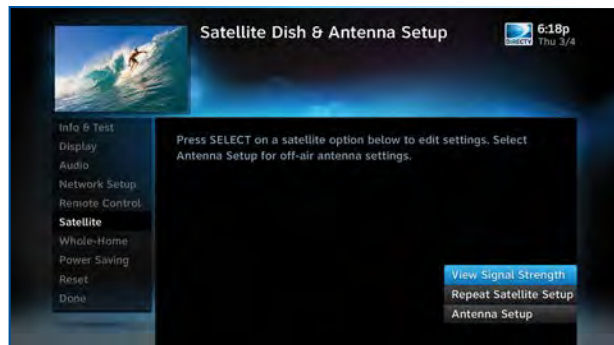 Satellite Dish & Antenna Setup
DIRECTV
6:18p
Thu 3/4
Info & Test
Display
Audio
Network Setup
Remote Control
Satellite
Whole-Home
Power Saving
Reset
Done
Press SELECT on a satellite option below to edit settings. Select
Antenna Setup for off-air antenna settings.
View Signal Strength
Repeat Satellite Setup
Antenna Setup